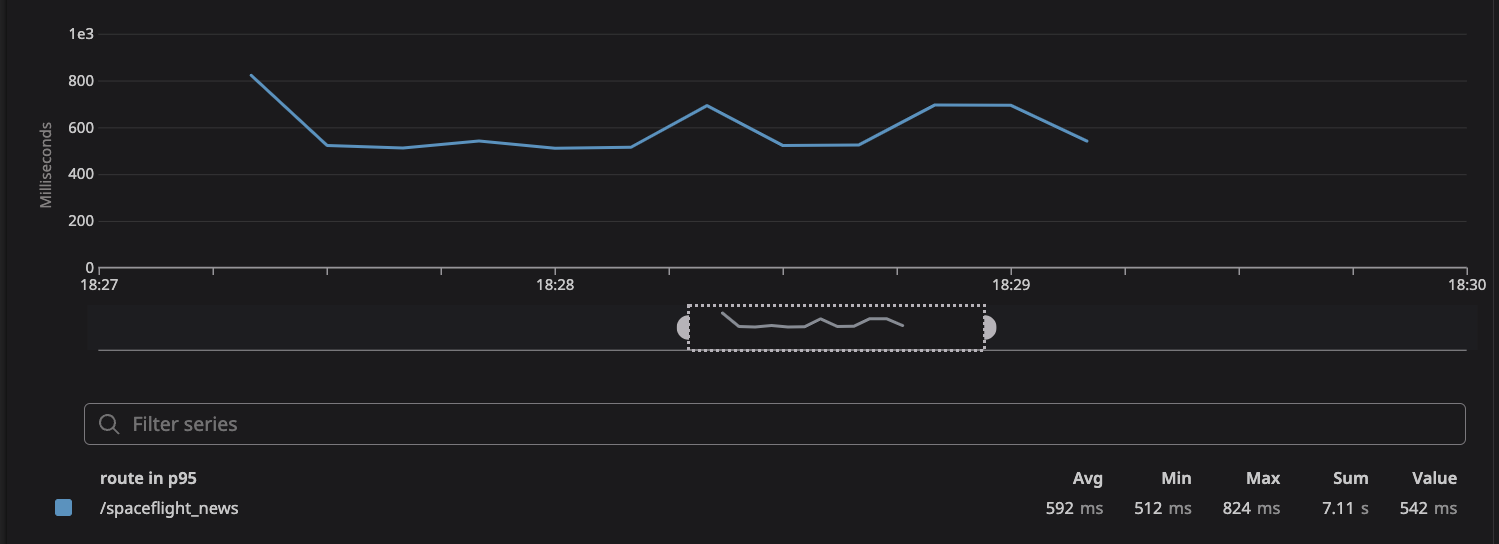 1e3
800
600
400
200
0
Milliseconds
18:27 18:28 18:29 18:30
Filter series
route in p95 Avg Min Max Sum Value
/spaceflight_news 592 ms 512 ms 824 ms 7.11 s 542 ms